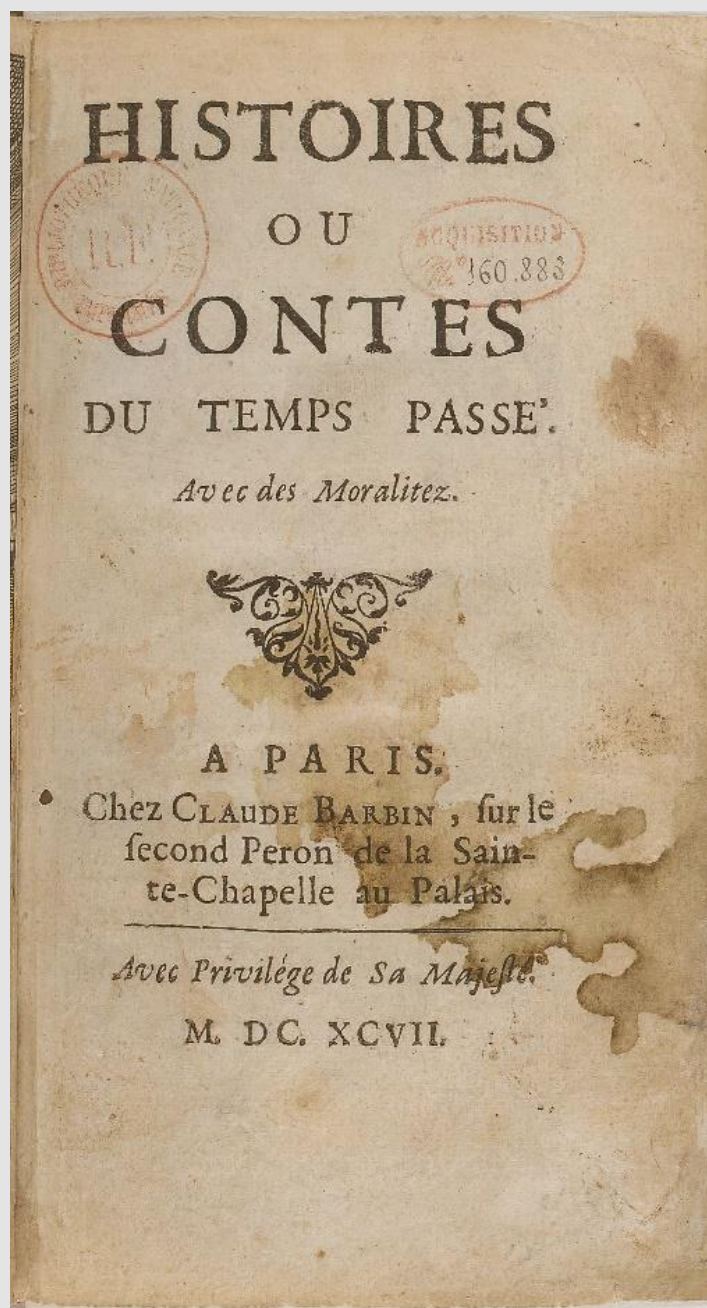 HISTOIRES
OU
ACQUISITION
160.883
CONTES
DU TEMPS PASSE'.
Avec des Moralitez.
A PARIS.
Chez CLAUDE BARBIN, ſur le
ſecond Peron de la Sain-
te-Chapelle au Palais.
Avec Privilége de Sa Majeſté.
M. DC. XCVII.